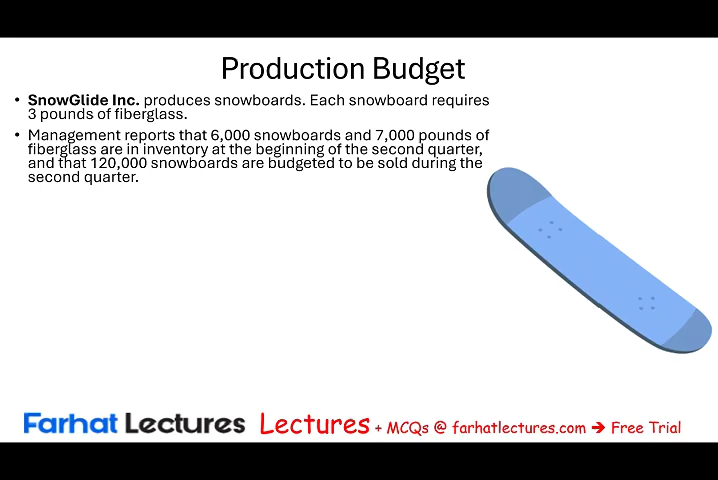 Production Budget
• SnowGlide Inc. produces snowboards. Each snowboard requires
3 pounds of fiberglass.
• Management reports that 6,000 snowboards and 7,000 pounds of
fiberglass are in inventory at the beginning of the second quarter,
and that 120,000 snowboards are budgeted to be sold during the
second quarter.
Farhat Lectures Lectures + MCQs @ farhatlectures.com ➔ Free Trial